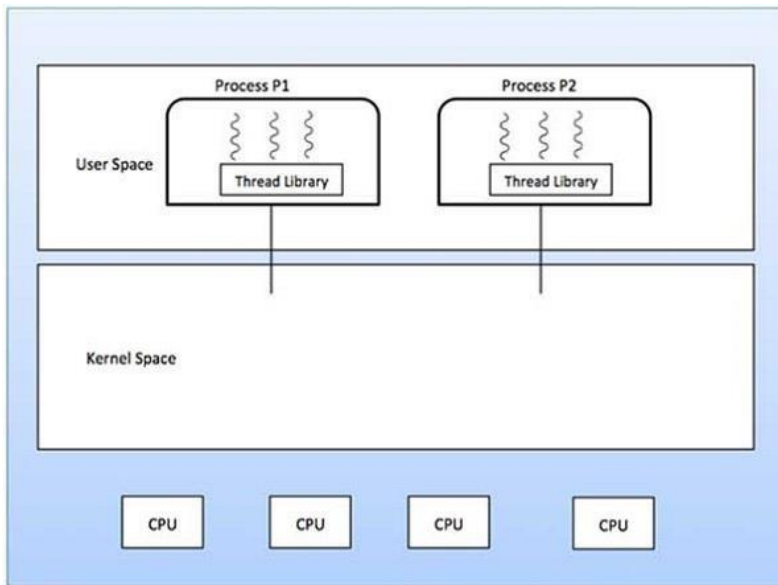 Process P1
Process P2
User Space
Thread Library
Thread Library
Kernel Space
CPU
CPU
CPU
CPU